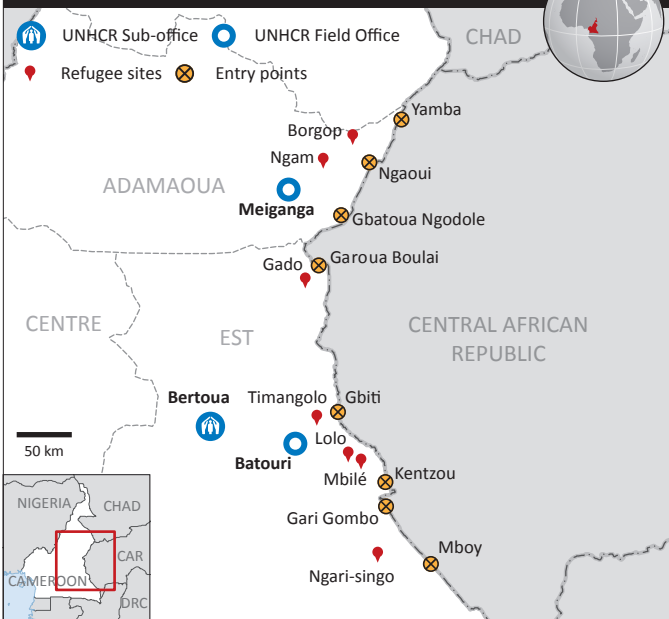 UNHCR Sub-office
UNHCR Field Office
CHAD
Refugee sites
Entry points
Yamba
Borgop
Ngam
Ngaoui
ADAMAOUA
Meiganga
Gbatoua Ngodole
Gado
Garoua Boulai
CENTRE
EST
CENTRAL AFRICAN
REPUBLIC
Bertoua
Timangolo
Gbiti
Lolo
50 km
Batouri
Mbilé
Kentzou
NIGERIA
CHAD
Gari Gombo
Mboy
CAR
CAMEROON
Ngari-singo
DRC